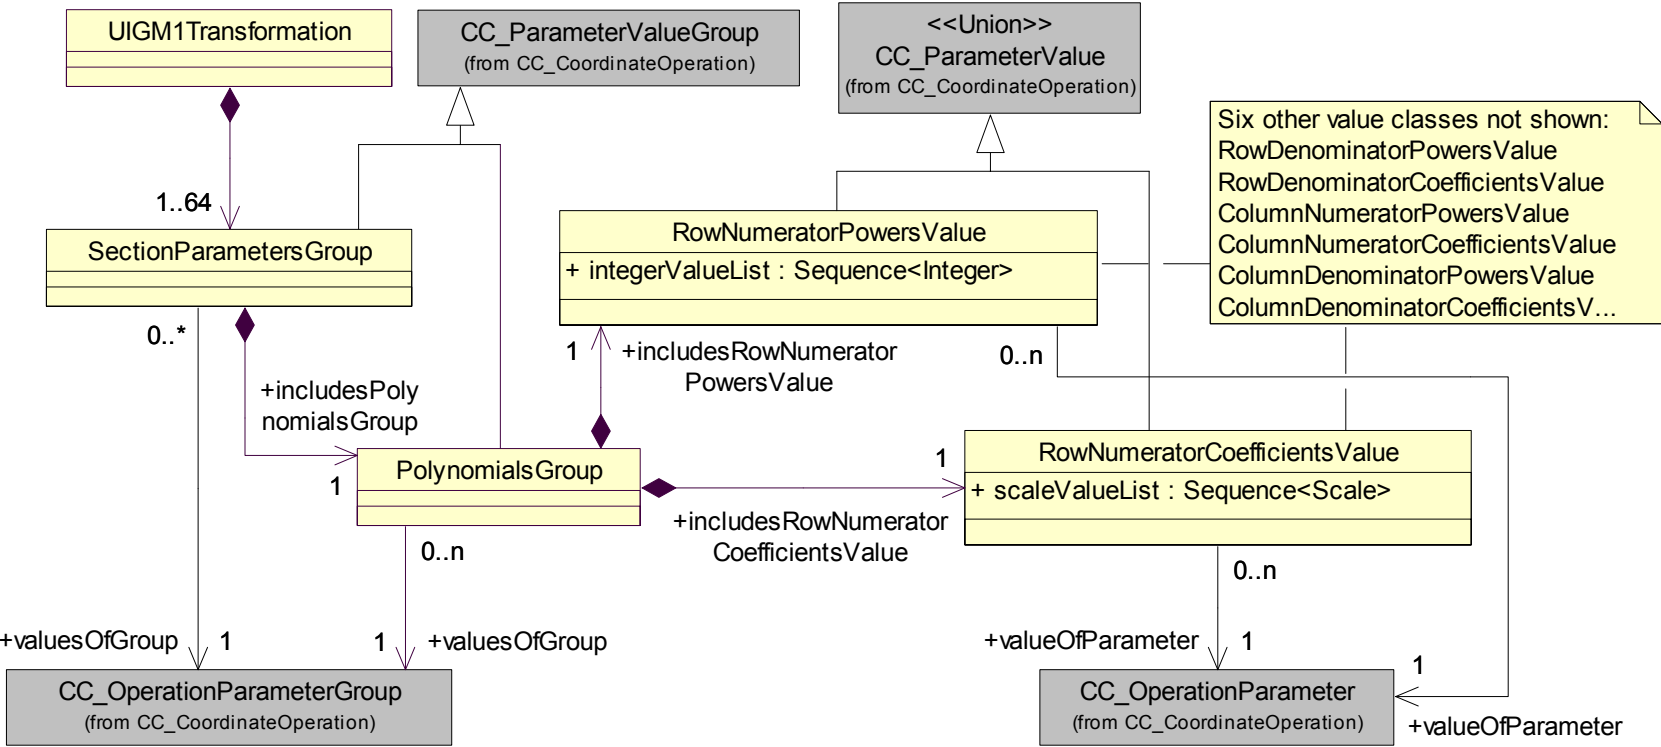 UIGM1Transformation
CC_ParameterValueGroup
(from CC_CoordinateOperation)
<<Union>>
CC_ParameterValue
(from CC_CoordinateOperation)
Six other value classes not shown:
RowDenominatorPowersValue
RowDenominatorCoefficientsValue
ColumnNumeratorPowersValue
ColumnNumeratorCoefficientsValue
ColumnDenominatorPowersValue
ColumnDenominatorCoefficientsV...
1..64
SectionParametersGroup
RowNumeratorPowersValue
+ integerValueList : Sequence<Integer>
0..*
1
+includesRowNumerator
PowersValue
0..n
+includesPoly
nomialsGroup
1
PolynomialsGroup
1
RowNumeratorCoefficientsValue
+ scaleValueList : Sequence<Scale>
+includesRowNumerator
CoefficientsValue
0..n
0..n
+valuesOfGroup
1
1
+valuesOfGroup
+valueOfParameter
1
1
+valueOfParameter
CC_OperationParameterGroup
(from CC_CoordinateOperation)
CC_OperationParameter
(from CC_CoordinateOperation)